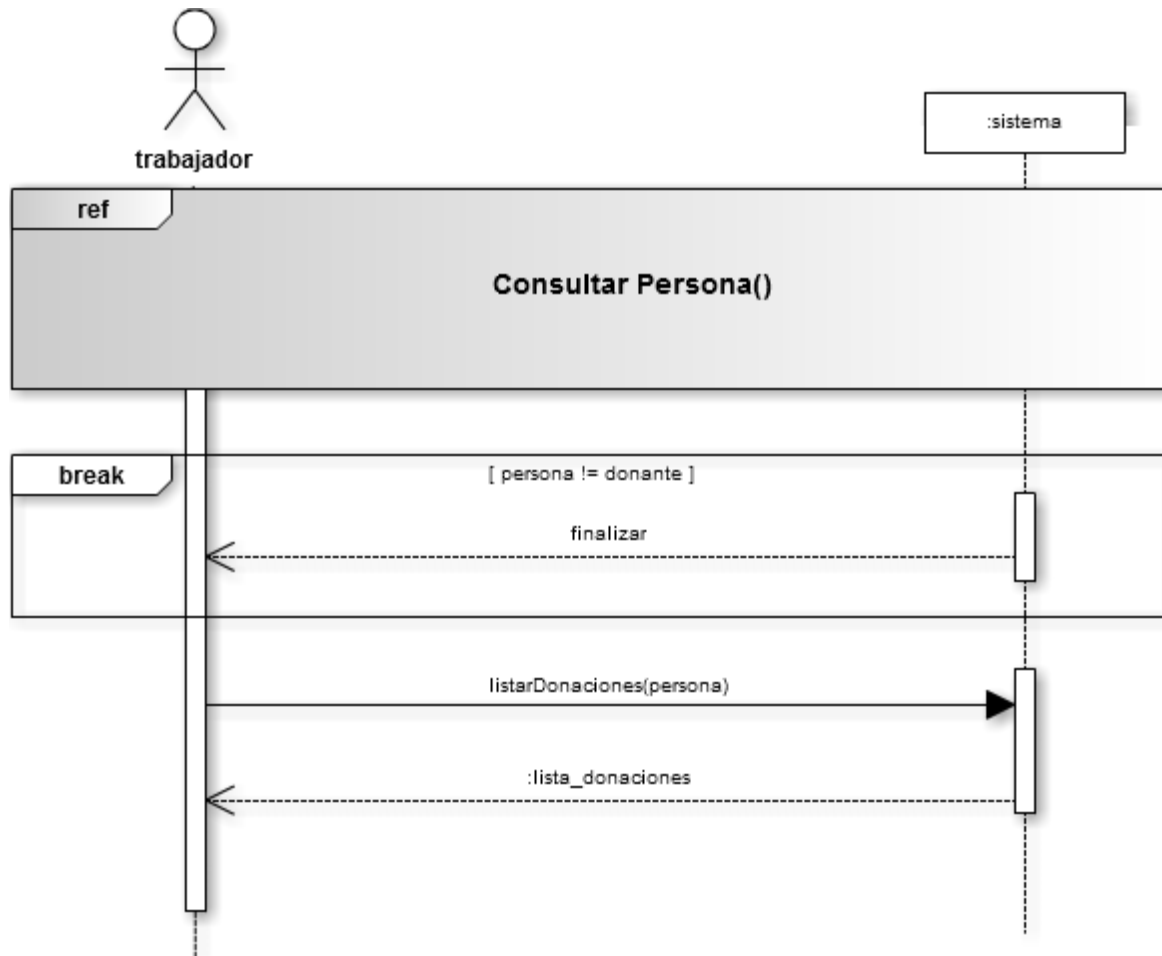 trabajador
:sistema
ref
Consultar Persona()
break
[ persona != donante ]
finalizar
listarDonaciones(persona)
:lista_donaciones